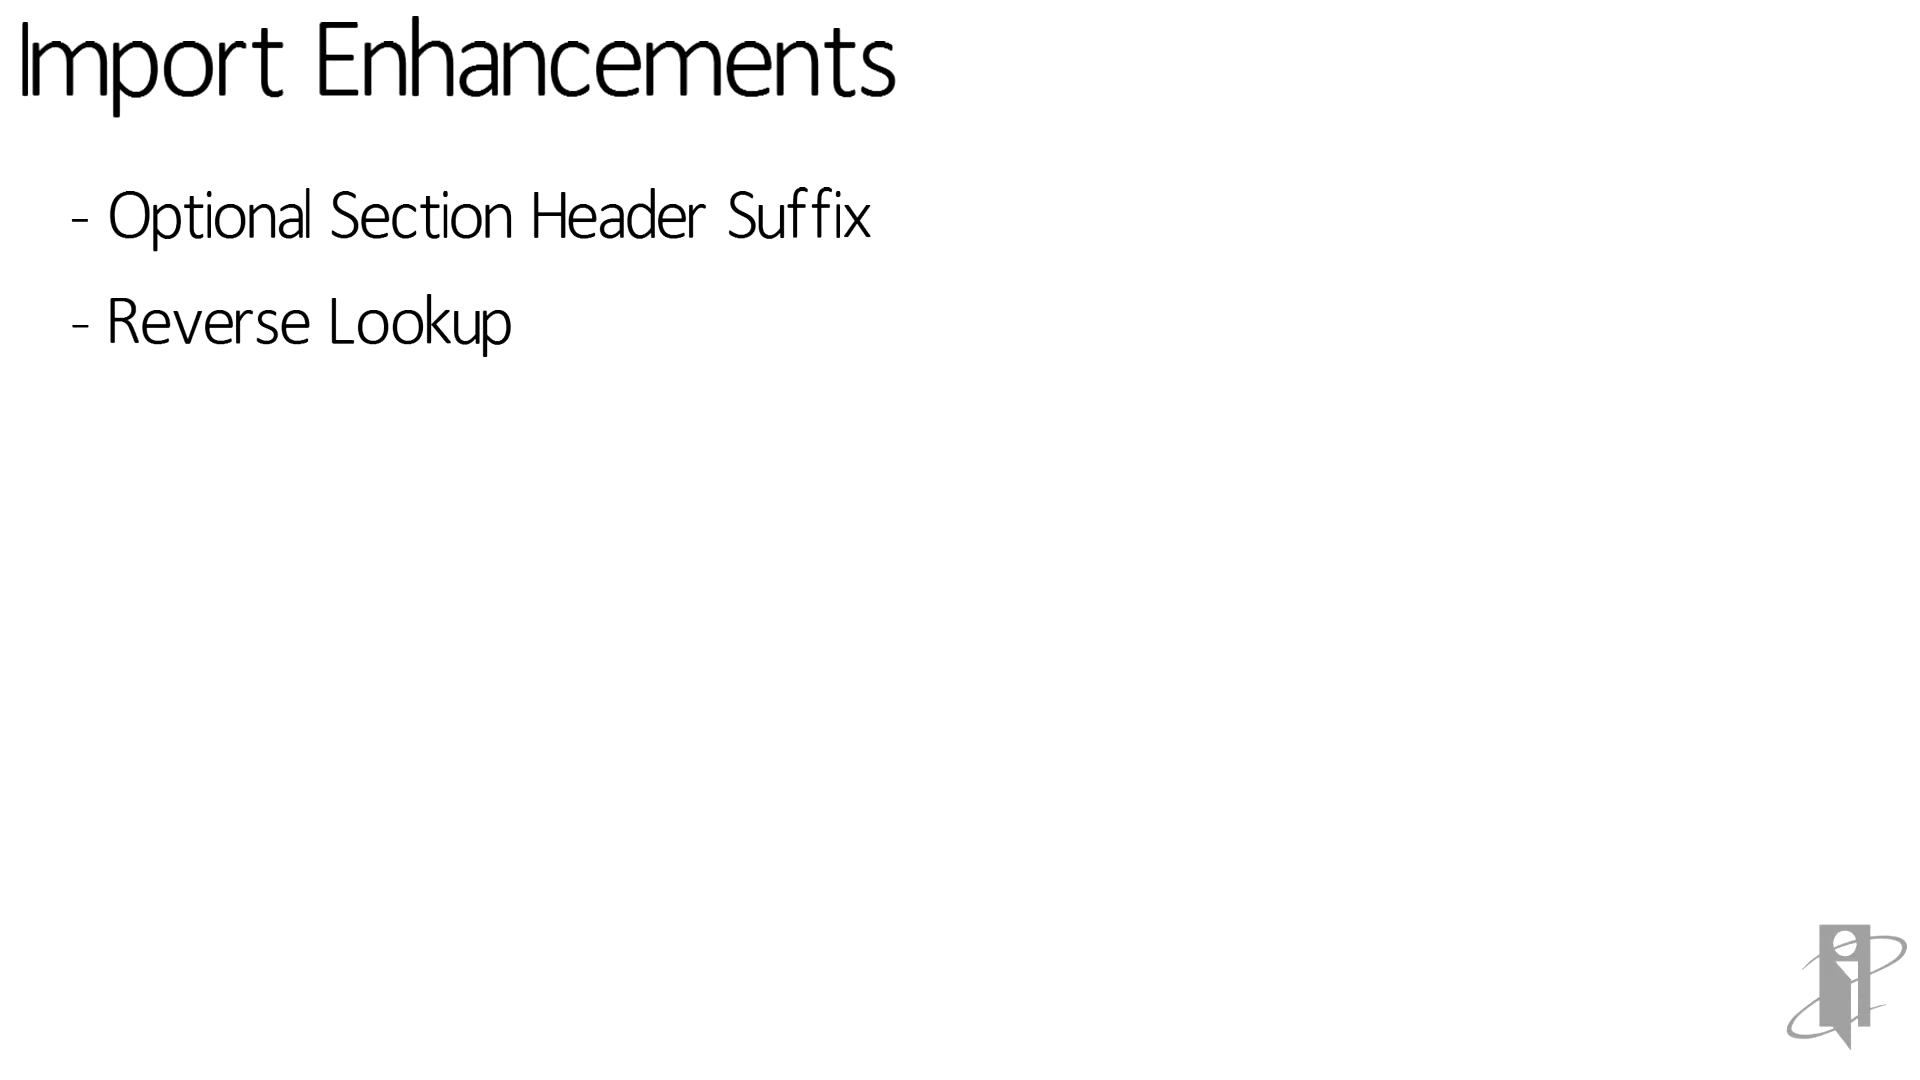 Import Enhancements
- Optional Section Header Suffix
- Reverse Lookup